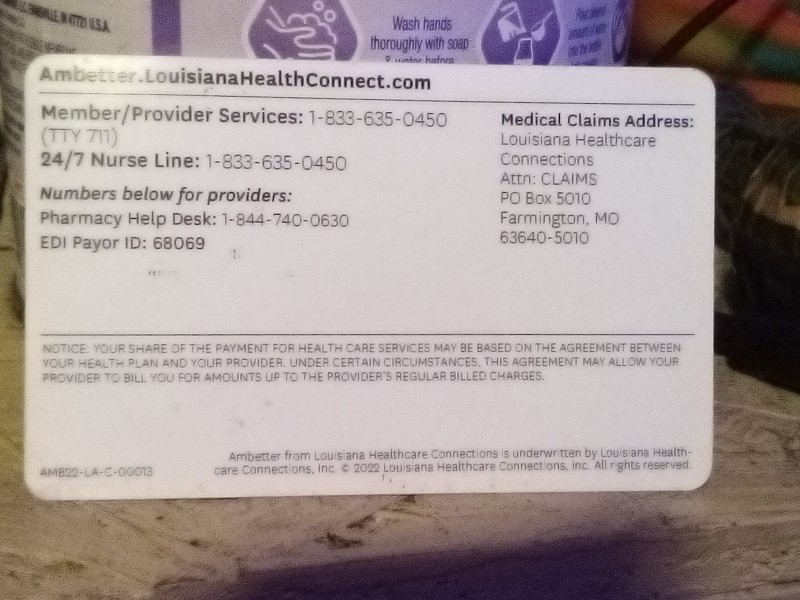 VILLE, IN 47721 U.S.A.
Wash hands
thoroughly with soap
& water before
Ambetter.LouisianaHealthConnect.com
Member/Provider Services: 1-833-635-0450
(TTY 711)
24/7 Nurse Line: 1-833-635-0450
Numbers below for providers:
Pharmacy Help Desk: 1-844-740-0630
EDI Payor ID: 68069
Medical Claims Address:
Louisiana Healthcare
Connections
Attn: CLAIMS
PO Box 5010
Farmington, MO
63640-5010
NOTICE: YOUR SHARE OF THE PAYMENT FOR HEALTH CARE SERVICES MAY BE BASED ON THE AGREEMENT BETWEEN
YOUR HEALTH PLAN AND YOUR PROVIDER. UNDER CERTAIN CIRCUMSTANCES, THIS AGREEMENT MAY ALLOW YOUR
PROVIDER TO BILL YOU FOR AMOUNTS UP TO THE PROVIDER'S REGULAR BILLED CHARGES.
AMB22-LA-C-00013
Ambetter from Louisiana Healthcare Connections is underwritten by Louisiana Health-
care Connections, Inc. © 2022 Louisiana Healthcare Connections, Inc. All rights reserved.